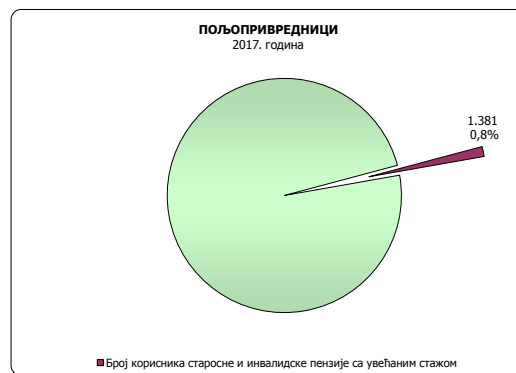 ПОЉОПРИВРЕДНИЦИ
2017. година
1.381
0,8%
Број корисника старосне и инвалидске пензије са увећаним стажом